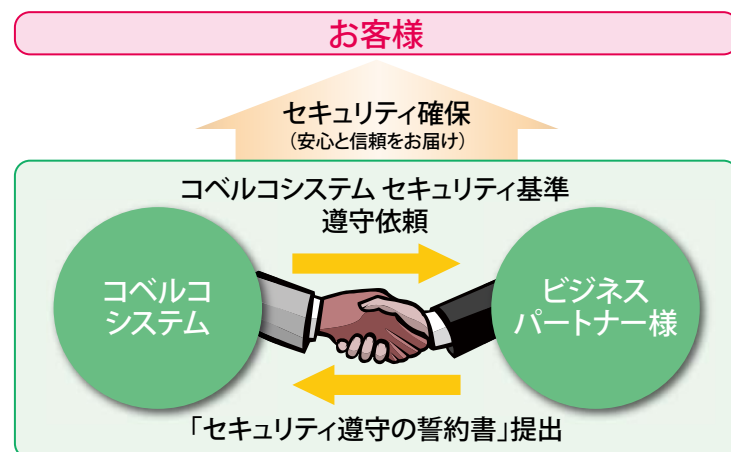 お客様
セキュリティ確保
（安心と信頼をお届け）
コベルコシステム セキュリティ基準
遵守依頼
コベルコ
システム
ビジネス
パートナー様
「セキュリティ遵守の誓約書」提出